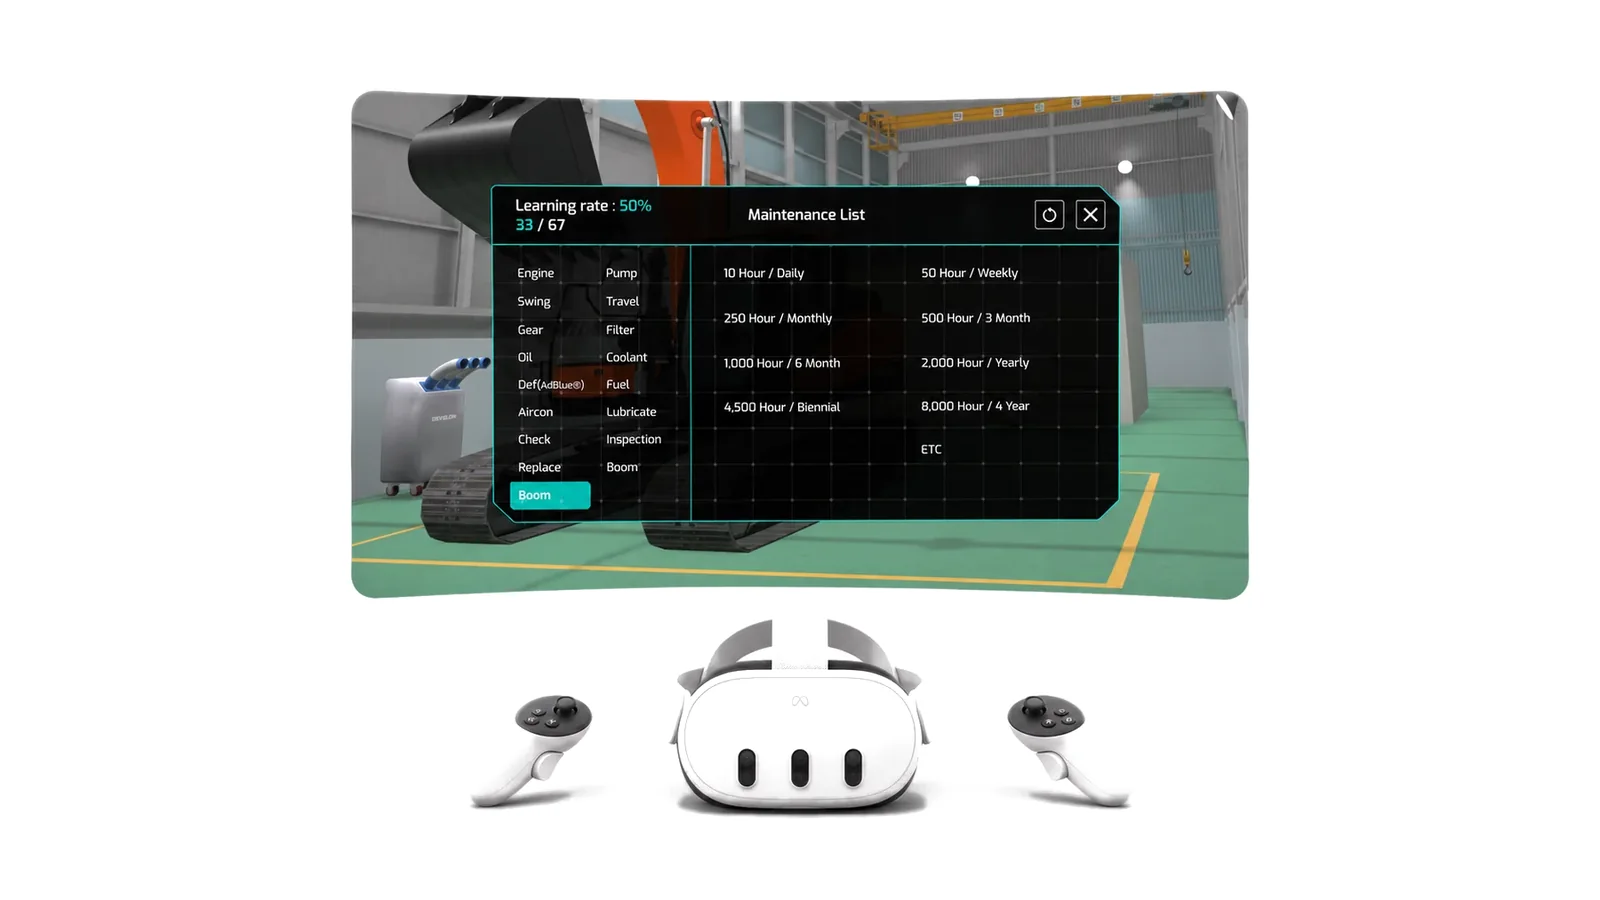 Learning rate : 50%
33 / 67
Maintenance List
Engine
Pump
Swing
Travel
Gear
Filter
Oil
Coolant
Def(AdBlue®)
Fuel
Aircon
Lubricate
Check
Inspection
Replace
Boom
Boom
10 Hour / Daily
50 Hour / Weekly
250 Hour / Monthly
500 Hour / 3 Month
1,000 Hour / 6 Month
2,000 Hour / Yearly
4,500 Hour / Biennial
8,000 Hour / 4 Year
ETC
DEVELON